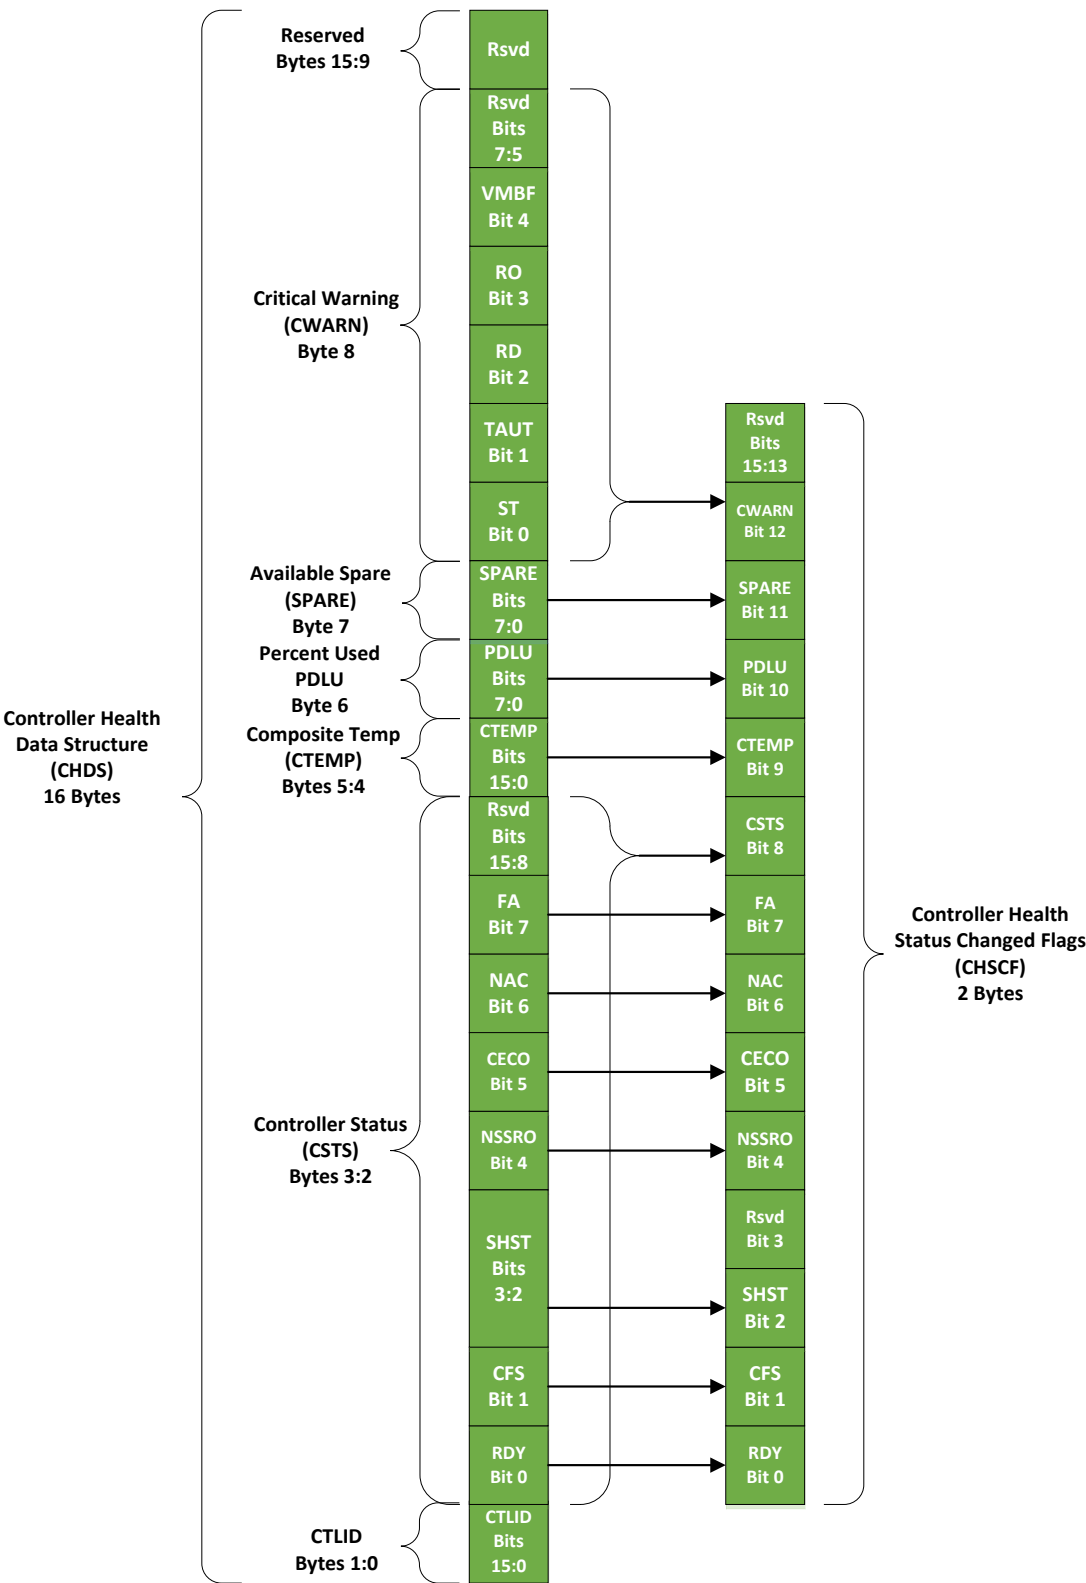 Reserved
Bytes 15:9
Rsvd
Rsvd
Bits
7:5
VMBF
Bit 4
RO
Bit 3
Critical Warning
(CWARN)
Byte 8
RD
Bit 2
TAUT
Bit 1
ST
Bit 0
Available Spare
(SPARE)
Byte 7
SPARE
Bits
7:0
Percent Used
PDLU
Byte 6
PDLU
Bits
7:0
Composite Temp
(CTEMP)
Bytes 5:4
CTEMP
Bits
15:0
Controller Health
Data Structure
(CHDS)
16 Bytes
Rsvd
Bits
15:8
FA
Bit 7
NAC
Bit 6
CECO
Bit 5
Controller Status
(CSTS)
Bytes 3:2
NSSRO
Bit 4
SHST
Bits
3:2
CFS
Bit 1
RDY
Bit 0
CTLID
Bytes 1:0
CTLID
Bits
15:0
Rsvd
Bits
15:13
CWARN
Bit 12
SPARE
Bit 11
PDLU
Bit 10
CTEMP
Bit 9
CSTS
Bit 8
FA
Bit 7
NAC
Bit 6
CECO
Bit 5
NSSRO
Bit 4
Rsvd
Bit 3
SHST
Bit 2
CFS
Bit 1
RDY
Bit 0
Controller Health
Status Changed Flags
(CHSCF)
2 Bytes